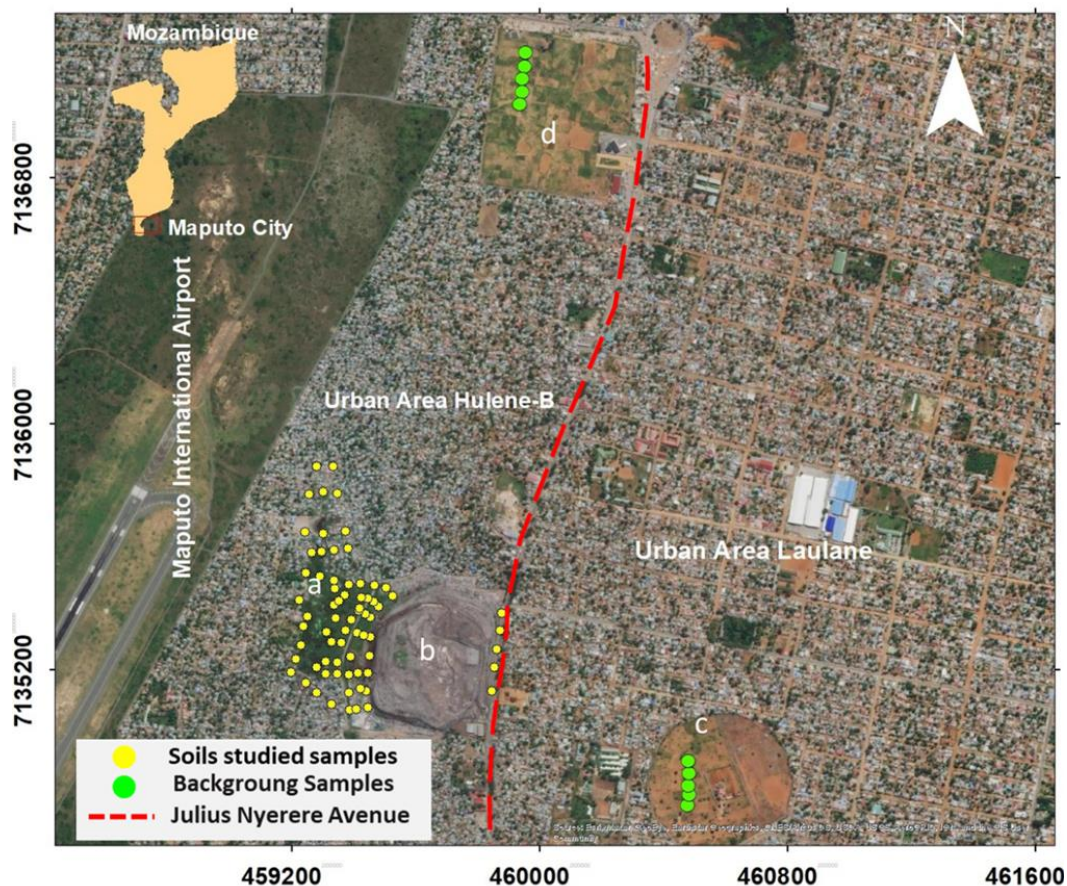 Mozambique
N
d
Maputo City
Maputo International Airport
Urban Area Hulene-B
Urban Area Laulane
a
b
c
Soils studied samples
Backgroung Samples
Julius Nyerere Avenue
7136800
7136000
7135200
459200
460000
460800
461600